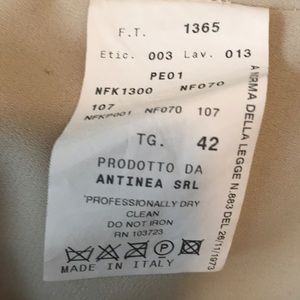 F.T. 1365
Etic. 003 Lav. 013
PE01
NFK1300 NF070
107
NFKP001 NF070 107
TG. 42
PRODOTTO DA
ANTINEA SRL
PROFESSIONALLY DRY
CLEAN
DO NOT IRON
RN 103723
MADE IN ITALY
A NORMA DELLA LEGGE N.883 DEL 26/11/1973